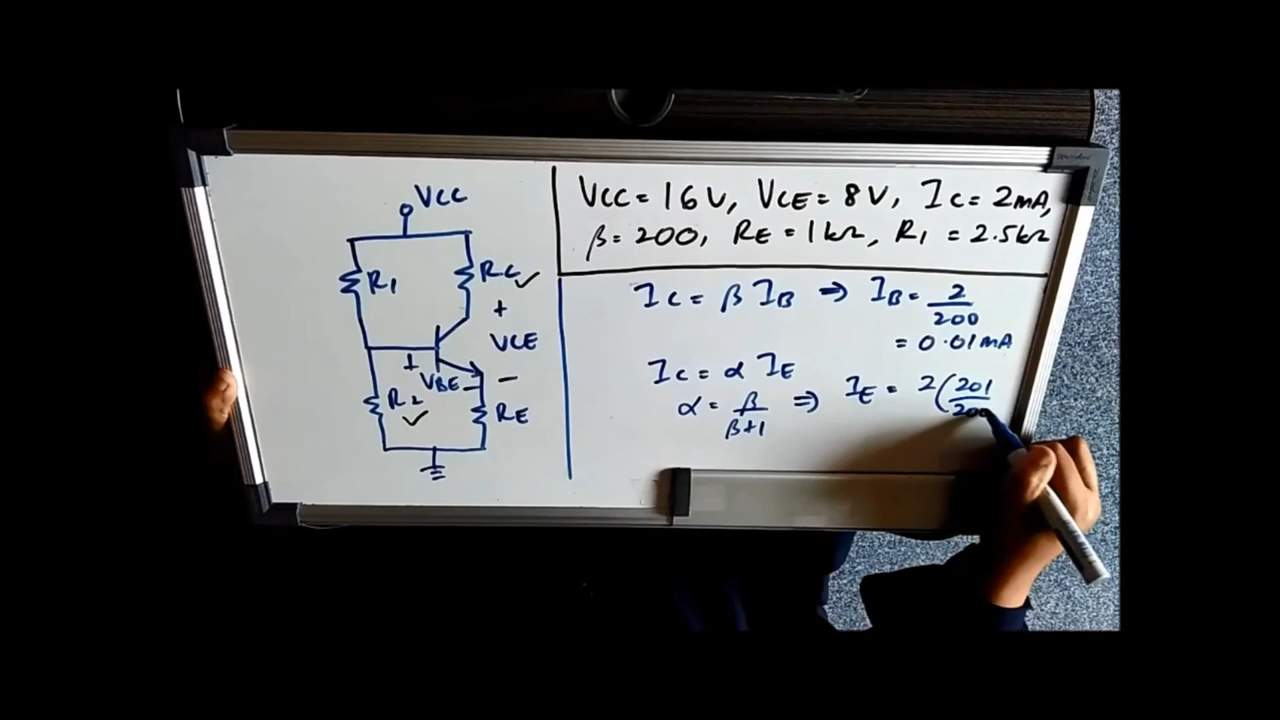 VCC
R1
RC ✓
+
VCE
−
+
VBE −
R2 ✓
RE
VCC = 16V, VCE = 8V, IC = 2mA,
β = 200, RE = 1kΩ, R1 = 2.5kΩ
IC = β IB ⇒ IB = 2/200
= 0.01mA
IC = α IE
α = β/β+1 ⇒ IE = 2(201/200